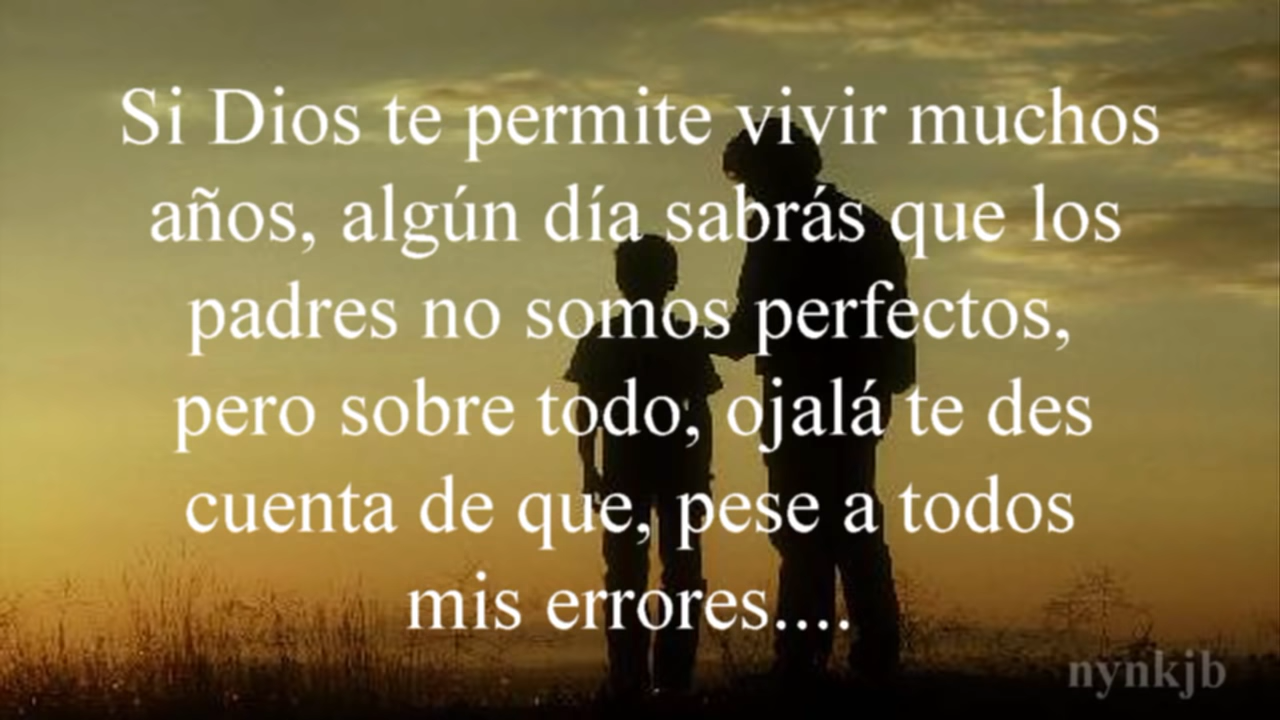 Si Dios te permite vivir muchos
años, algún día sabrás que los
padres no somos perfectos,
pero sobre todo, ojalá te des
cuenta de que, pese a todos
mis errores....
nynkjb